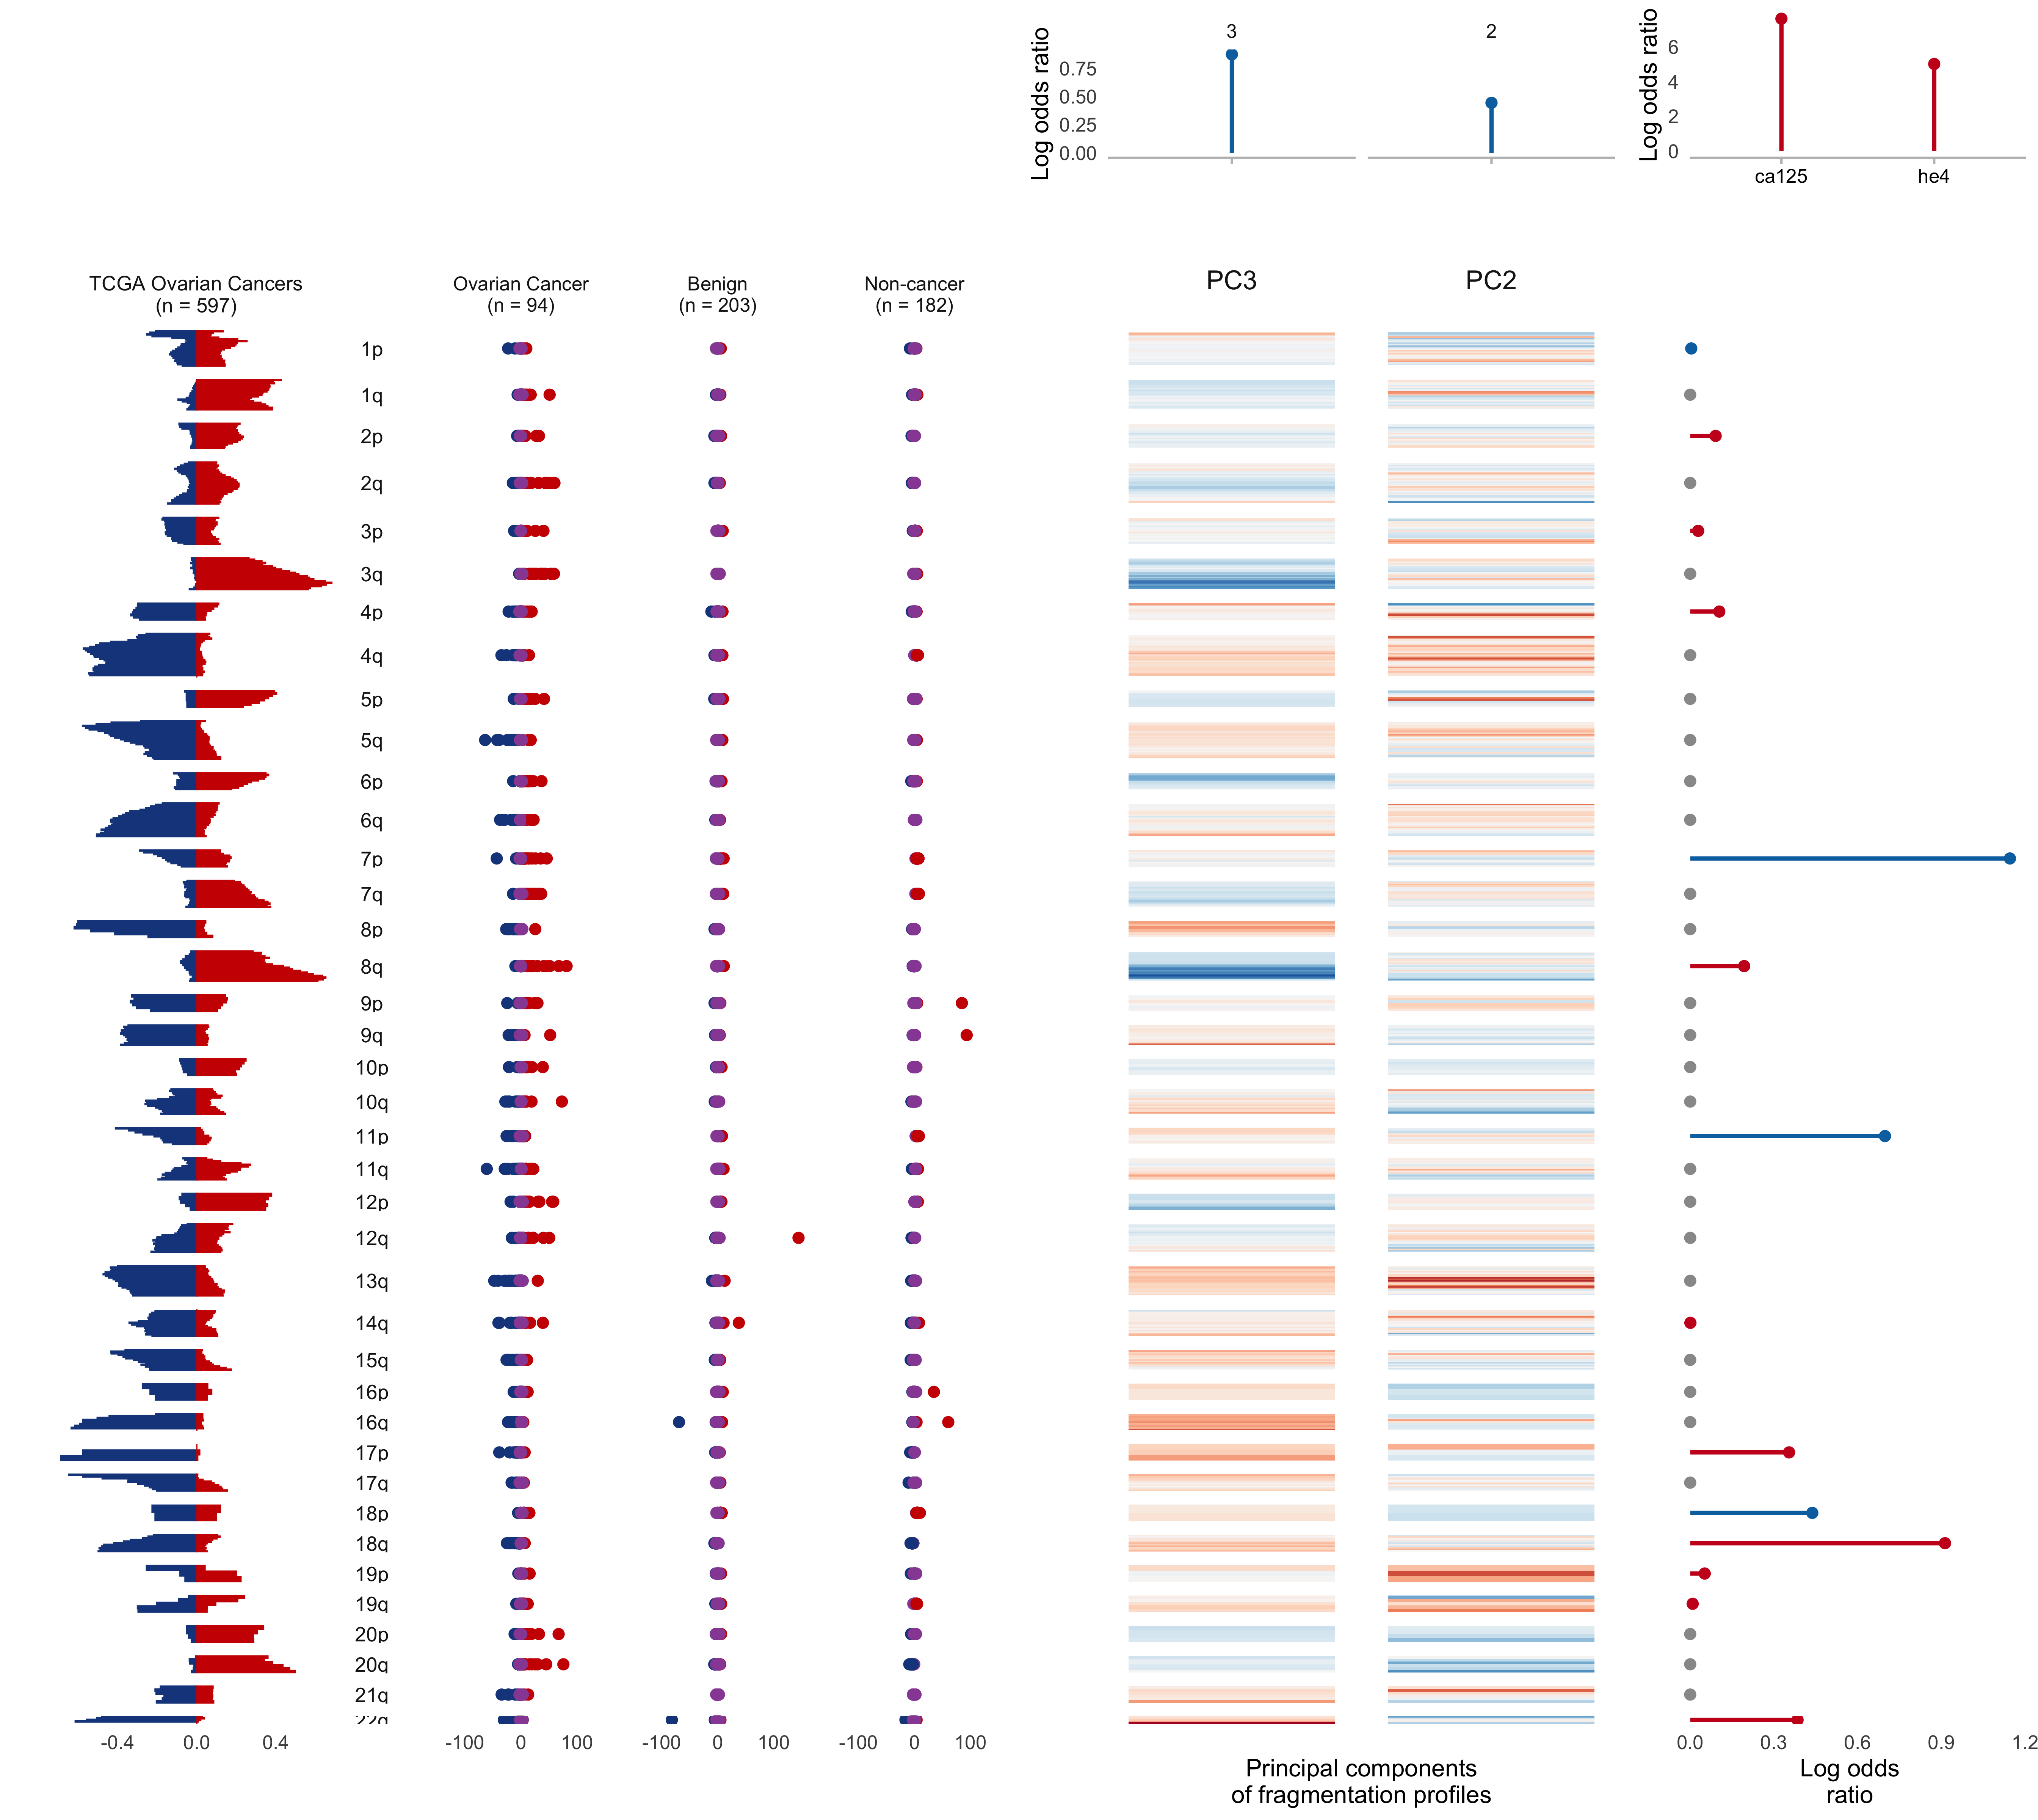 3
2
Log odds ratio
0.75
0.50
0.25
0.00
Log odds ratio
6
4
2
0
ca125
he4
TCGA Ovarian Cancers
(n = 597)
Ovarian Cancer
(n = 94)
Benign
(n = 203)
Non-cancer
(n = 182)
PC3
PC2
1p
1q
2p
2q
3p
3q
4p
4q
5p
5q
6p
6q
7p
7q
8p
8q
9p
9q
10p
10q
11p
11q
12p
12q
13q
14q
15q
16p
16q
17p
17q
18p
18q
19p
19q
20p
20q
21q
22q
-0.4 0.0 0.4
-100 0 100
-100 0 100
-100 0 100
0.0 0.3 0.6 0.9 1.2
Principal components
of fragmentation profiles
Log odds
ratio